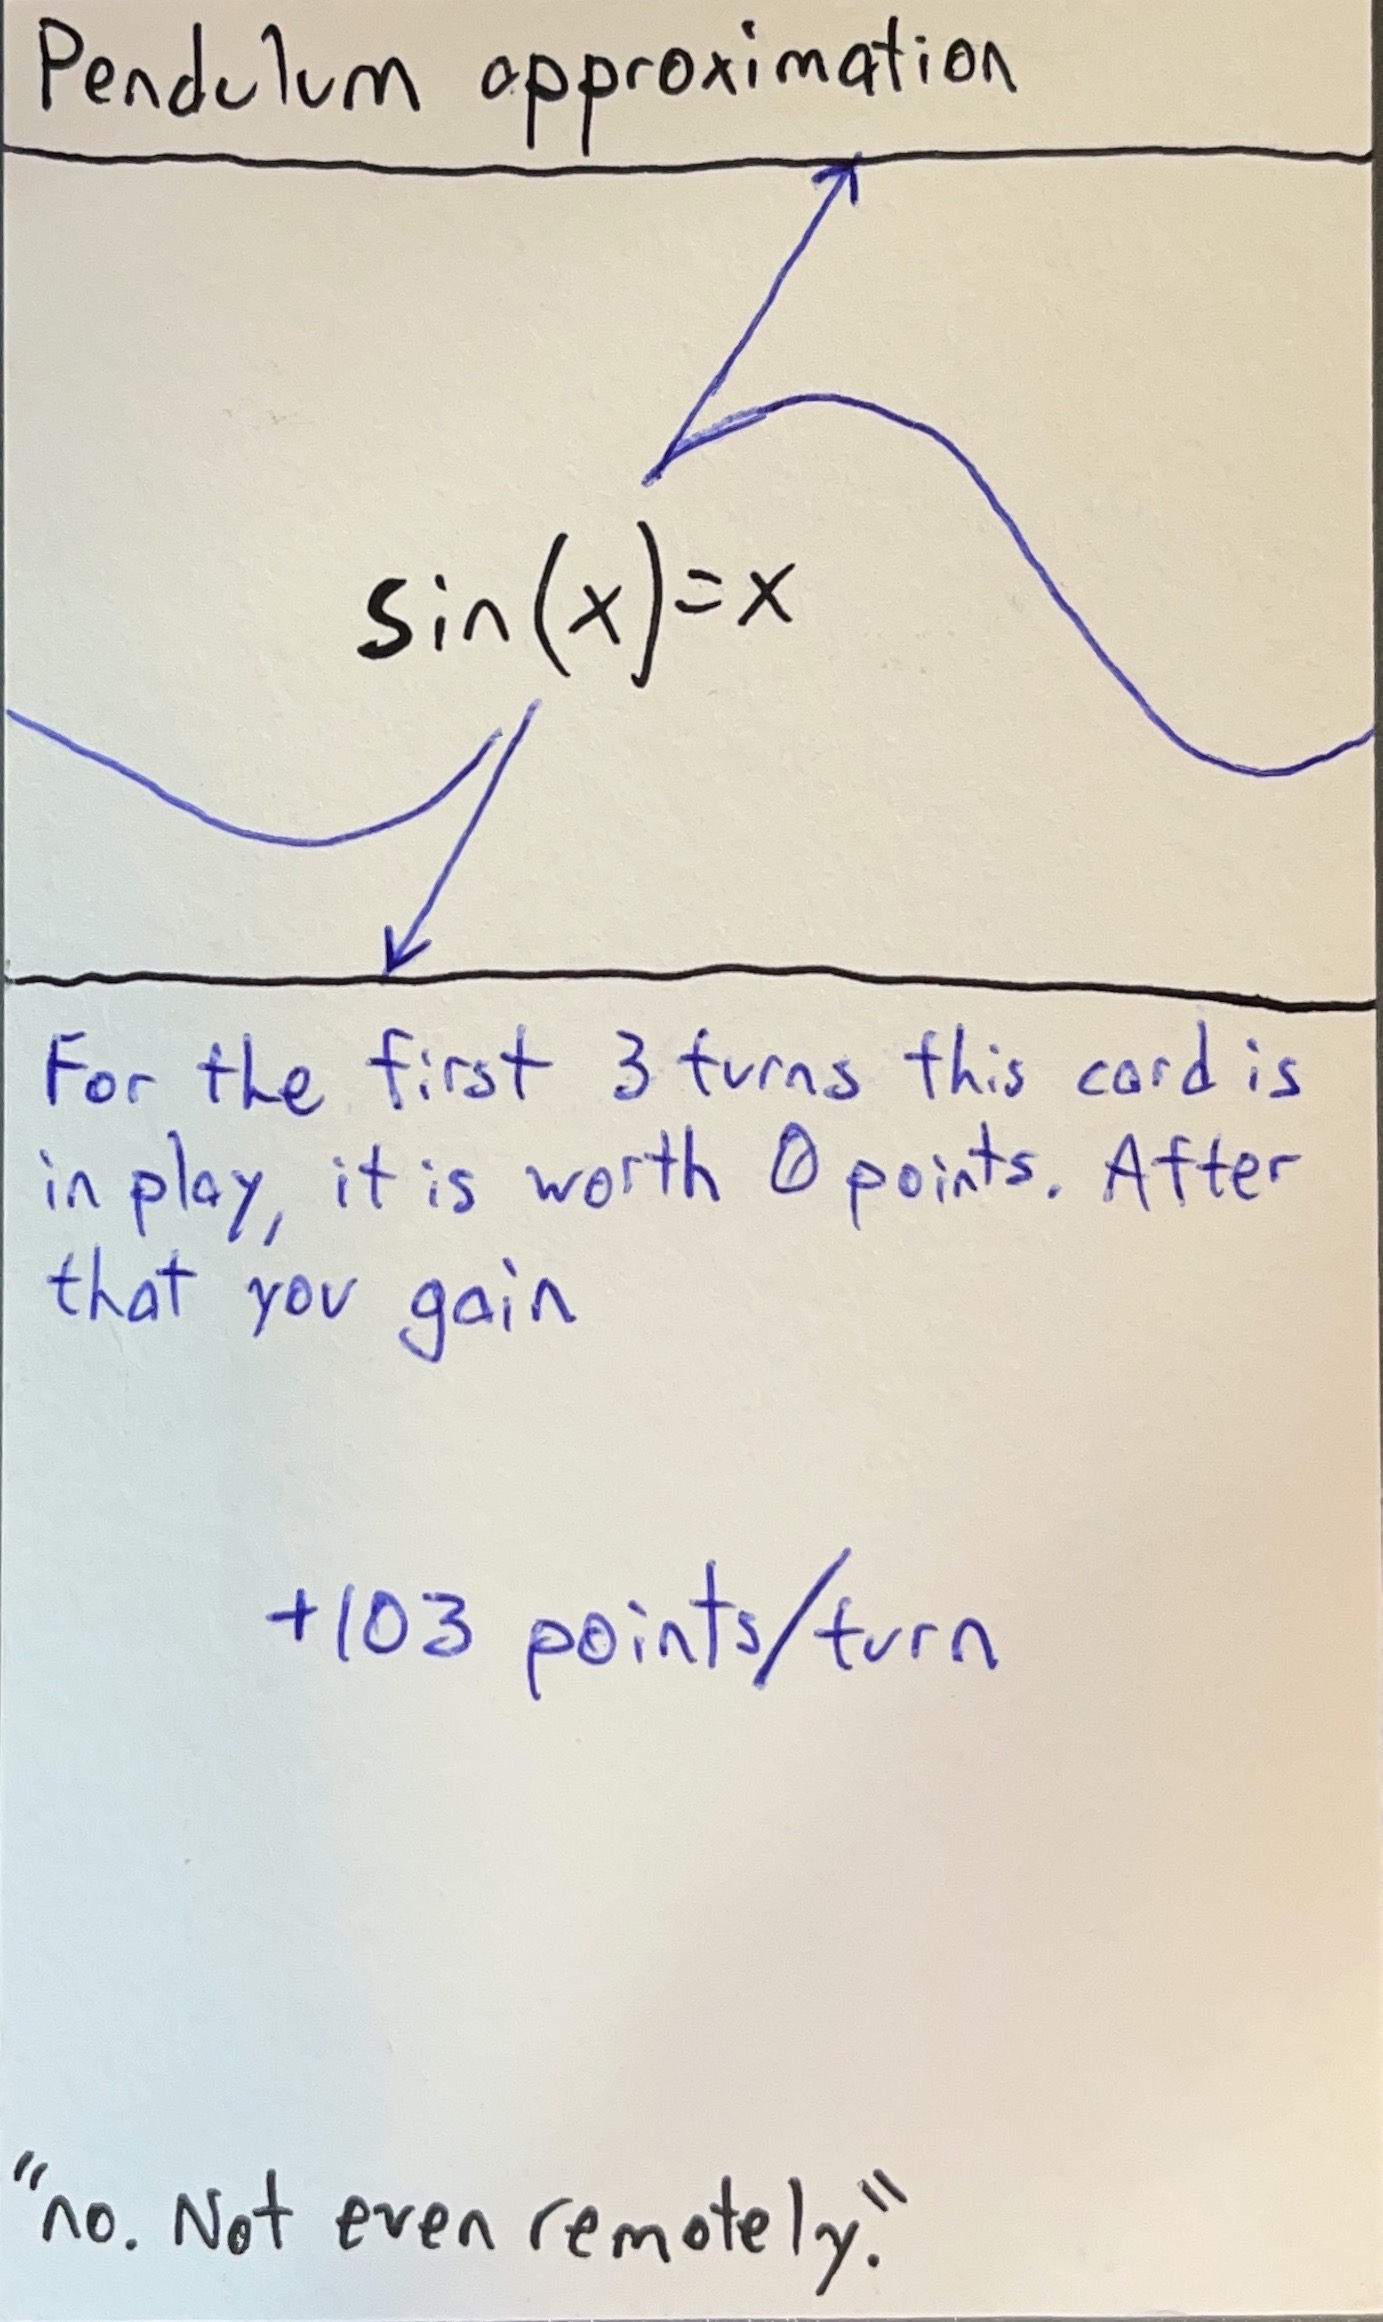 Pendulum approximation
sin(x)=x
For the first 3 turns this card is
in play, it is worth 0 points. After
that you gain
+103 points/turn
"no. Not even remotely."